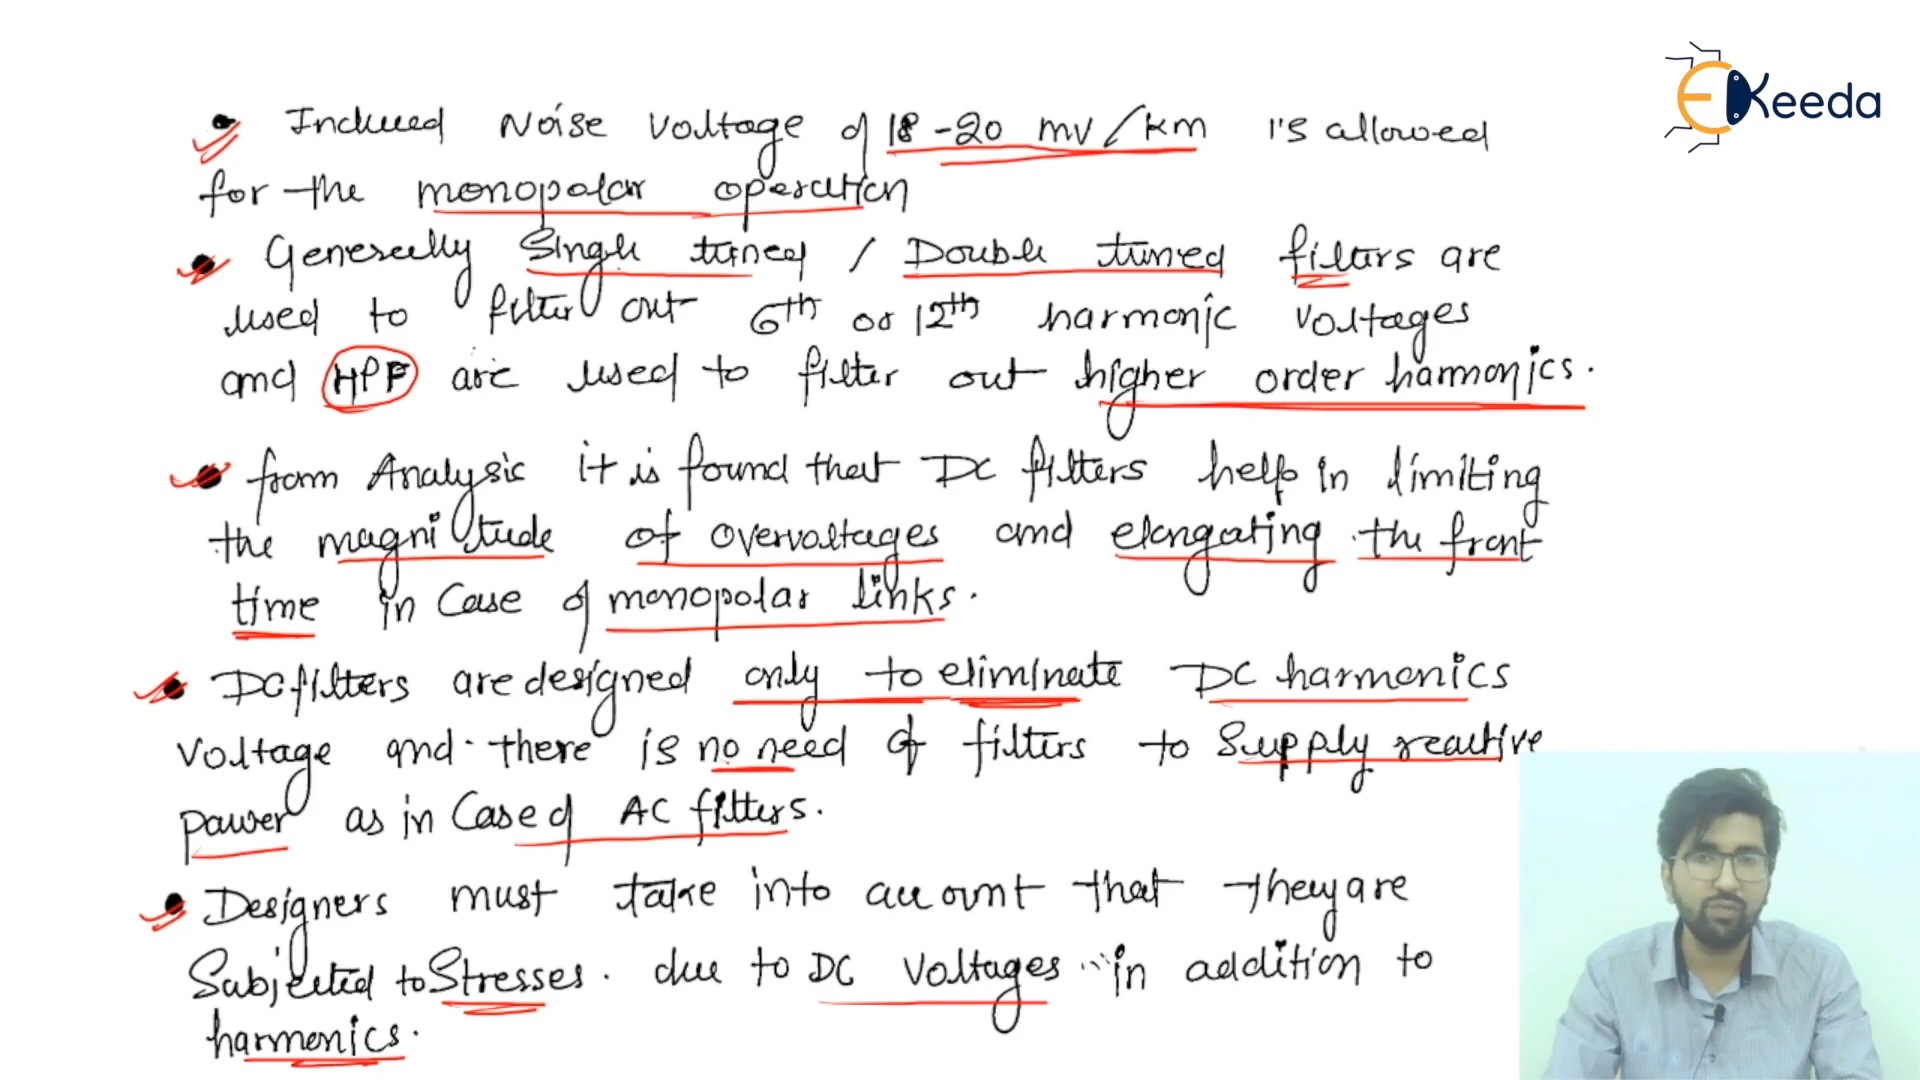 EKeeda
• Induced Noise Voltage of 18-20 mv/km is allowed
for the monopolar operation
• Generally Single tuned / Double tuned filters are
used to filter out 6th or 12th harmonic voltages
and HPF are used to filter out higher order harmonics.
• from Analysis it is found that DC filters help in limiting
the magnitude of overvoltages and elongating the front
time in case of monopolar links.
• DC filters are designed only to eliminate DC harmonics
voltage and there is no need of filters to supply reactive
power as in Case of AC filters.
• Designers must take into account that they are
Subjected to Stresses. due to DC voltages in addition to
harmonics.